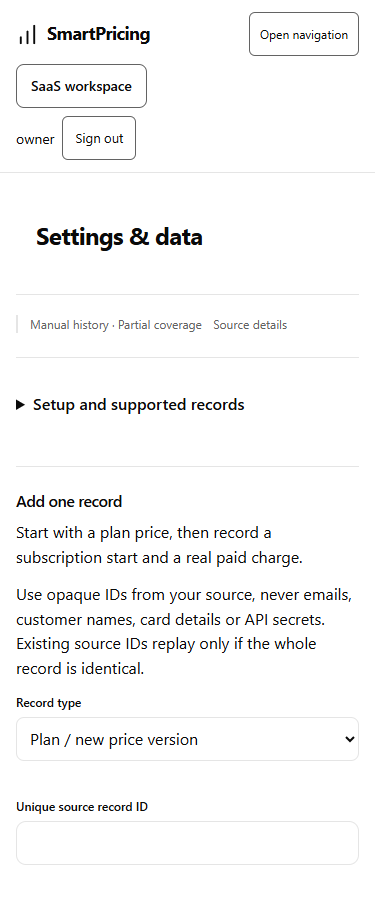 SmartPricing
Open navigation
SaaS workspace
owner
Sign out
Settings & data
Manual history · Partial coverage
Source details
Setup and supported records
Add one record
Start with a plan price, then record a
subscription start and a real paid charge.
Use opaque IDs from your source, never emails,
customer names, card details or API secrets.
Existing source IDs replay only if the whole
record is identical.
Record type
Plan / new price version
Unique source record ID